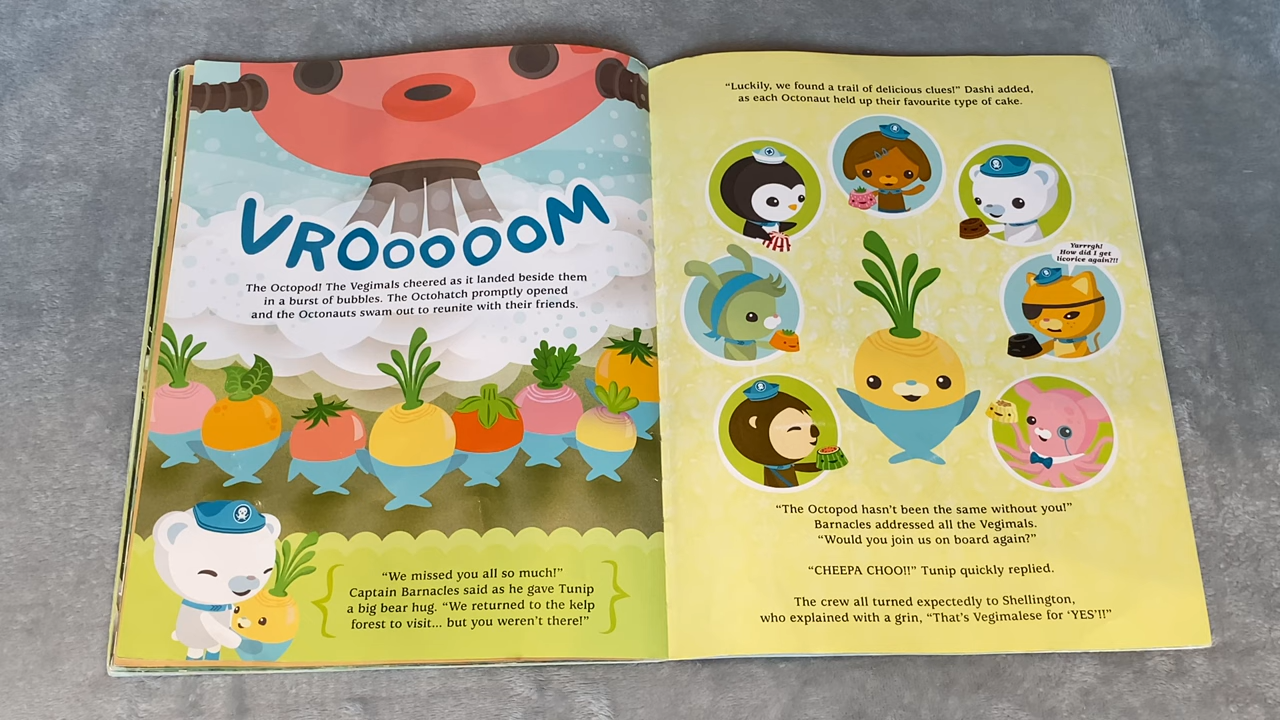 VROOOOOM
The Octopod! The Vegimals cheered as it landed beside them
in a burst of bubbles. The Octohatch promptly opened
and the Octonauts swam out to reunite with their friends.
“We missed you all so much!”
Captain Barnacles said as he gave Tunip
a big bear hug. “We returned to the kelp
forest to visit... but you weren’t there!”
“Luckily, we found a trail of delicious clues!” Dashi added,
as each Octonaut held up their favourite type of cake.
Yarrrgh!
How did I get
licorice again?!!
“The Octopod hasn’t been the same without you!”
Barnacles addressed all the Vegimals.
“Would you join us on board again?”
“CHEEPA CHOO!!” Tunip quickly replied.
The crew all turned expectedly to Shellington,
who explained with a grin, “That’s Vegimalese for ‘YES’!!”